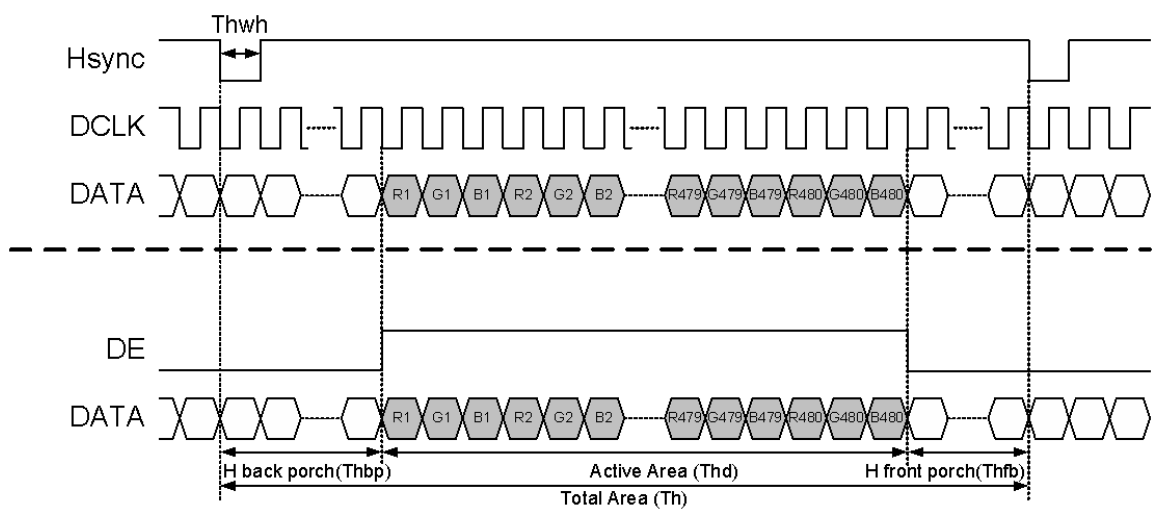 Thwh
Hsync
DCLK
DATA R1 G1 B1 R2 G2 B2 R479 G479 B479 R480 G480 B480
DE
DATA R1 G1 B1 R2 G2 B2 R479 G479 B479 R480 G480 B480
H back porch(Thbp) Active Area (Thd) H front porch(Thfb)
Total Area (Th)